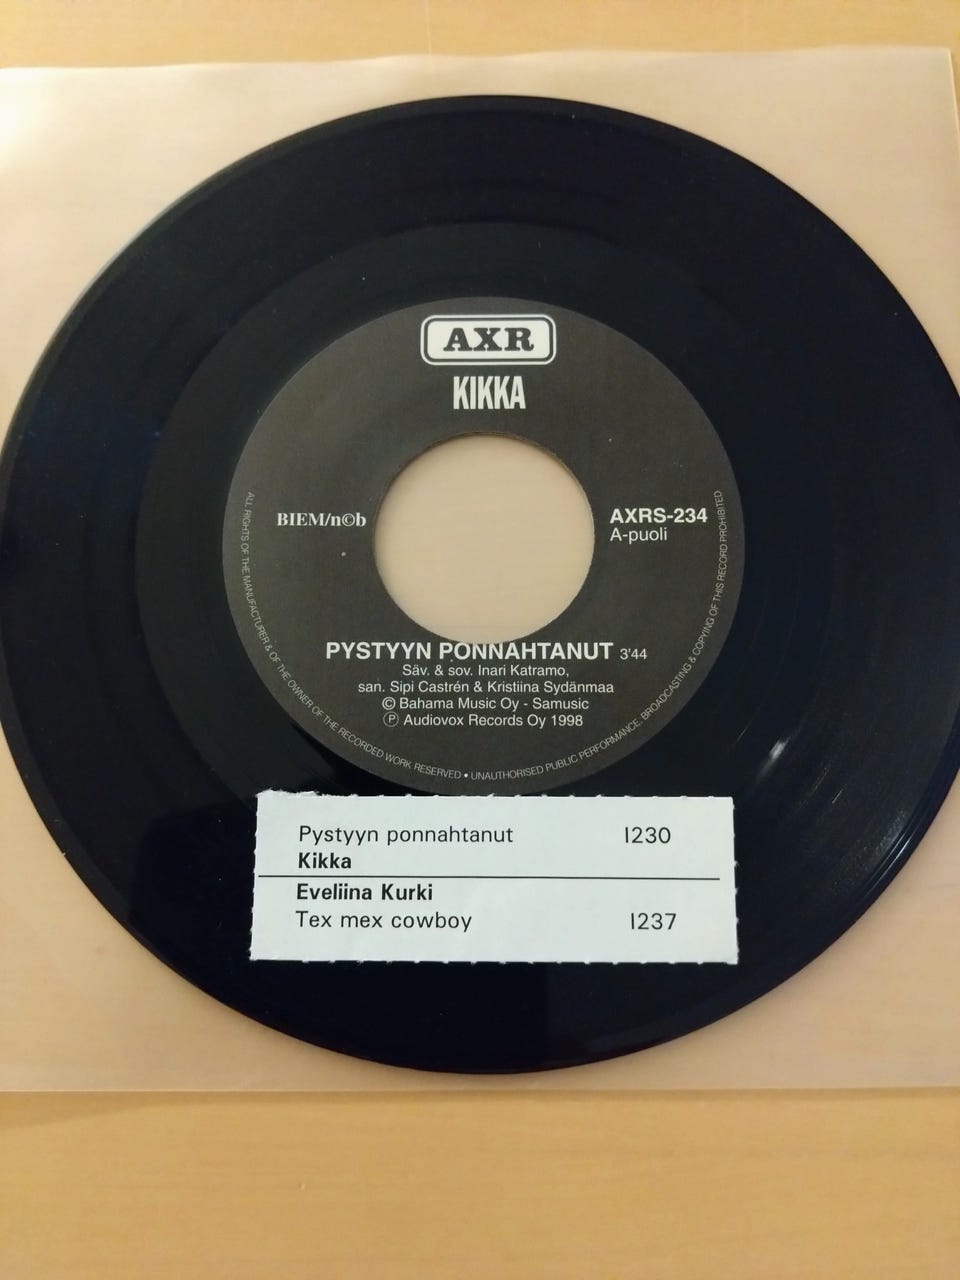 AXR
KIKKA
BIEM/n©b
AXRS-234
A-puoli
PYSTYYN PONNAHTANUT 3'44
Säv. & sov. Inari Katramo,
san. Sipi Castrén & Kristiina Sydänmaa
© Bahama Music Oy - Samusic
℗ Audiovox Records Oy 1998
ALL RIGHTS OF THE MANUFACTURER & OF THE OWNER OF THE RECORDED WORK RESERVED • UNAUTHORISED PUBLIC PERFORMANCE, BROADCASTING & COPYING OF THIS RECORD PROHIBITED
Pystyyn ponnahtanut 1230
Kikka
Eveliina Kurki
Tex mex cowboy 1237